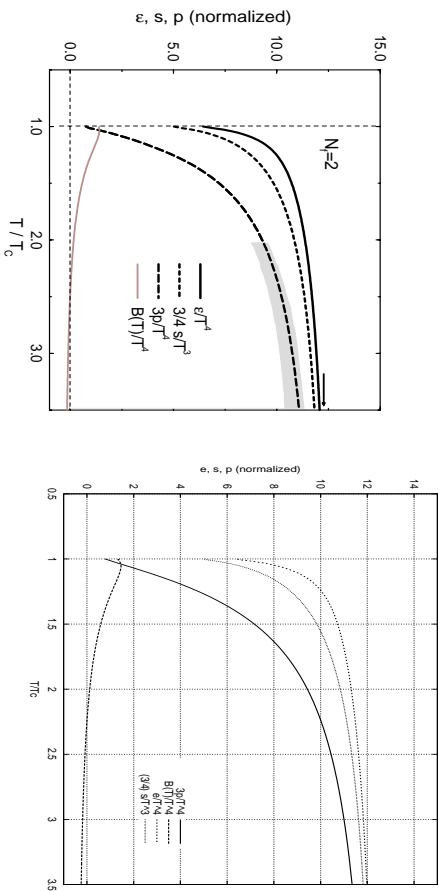 ε, s, p (normalized)
0.0
5.0
10.0
15.0
1.0
2.0
3.0
T / T_c
N_f=2
ε/T^4
3/4 s/T^3
3p/T^4
B(T)/T^4
e, s, p (normalized)
0
2
4
6
8
10
12
14
0.5
1
1.5
2
2.5
3
3.5
T/Tc
3p/T^4
B(T)/T^4
e/T^4
(3/4) s/T^3